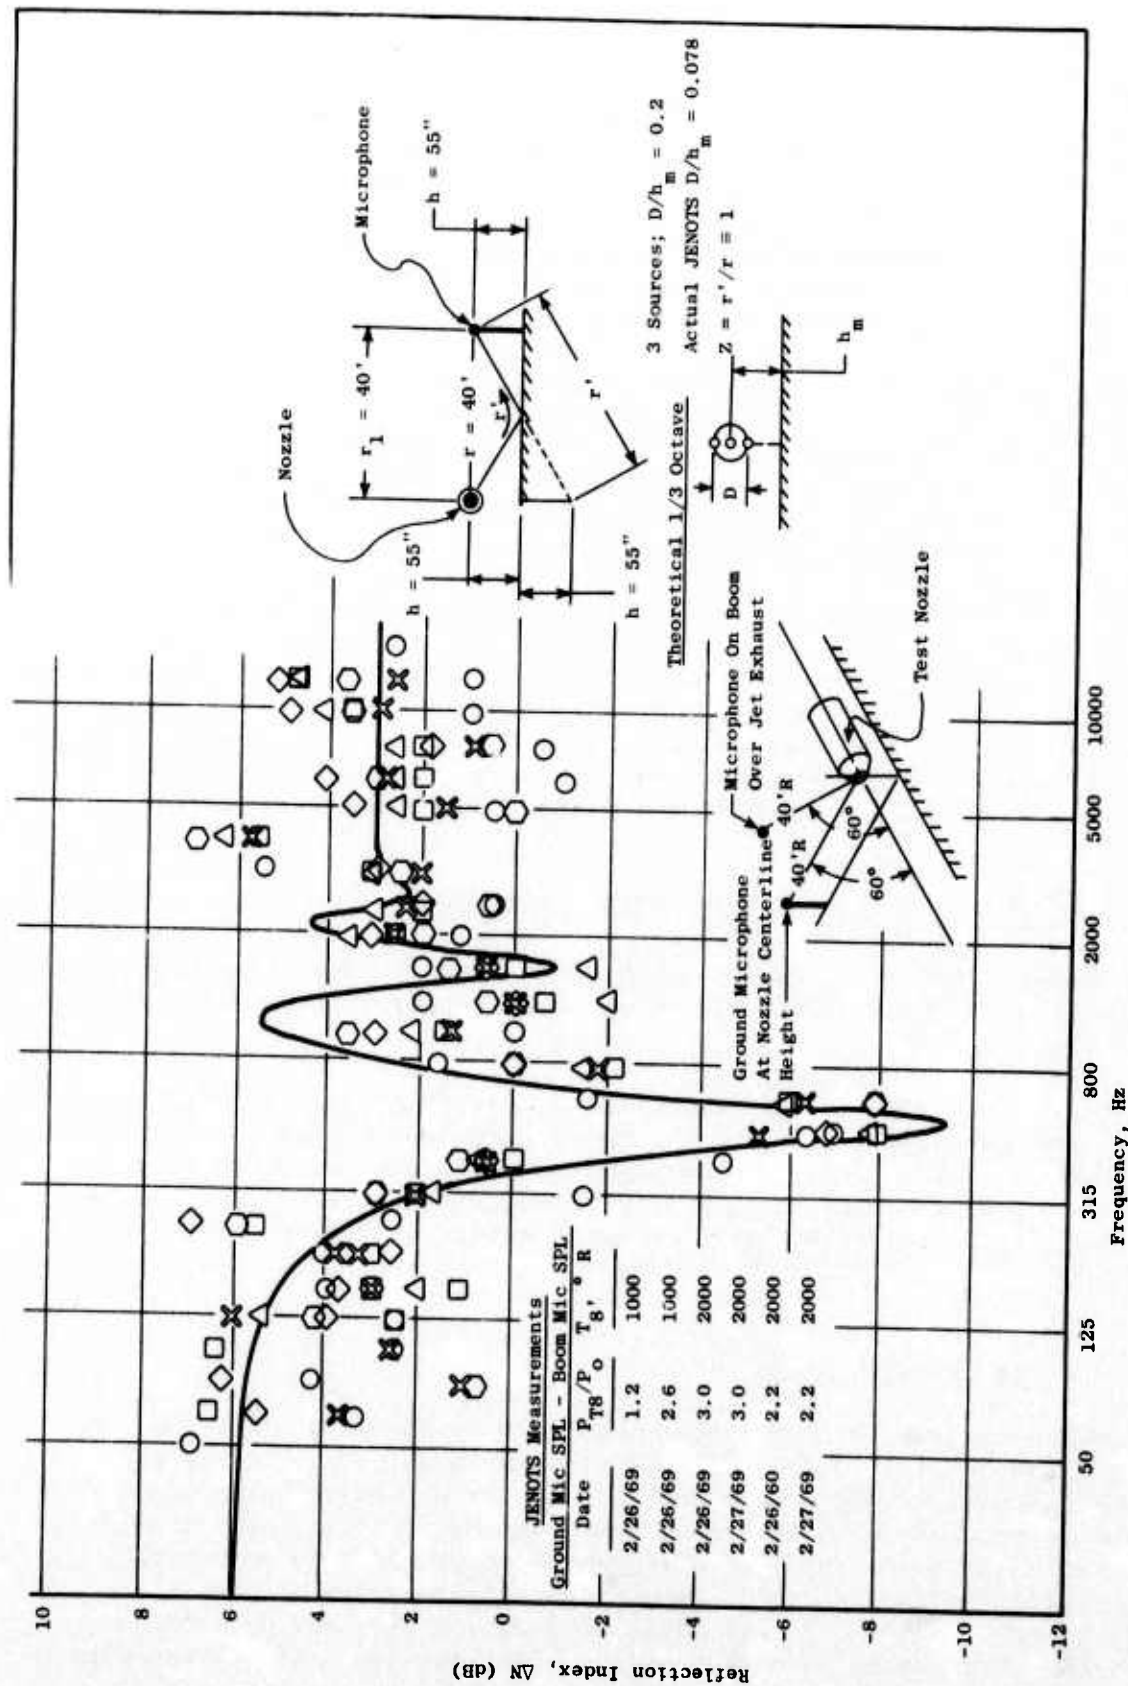 Reflection Index, ΔN (dB)
10
8
6
4
2
0
-2
-4
-6
-8
-10
-12
50
125
315
800
2000
5000
10000
Frequency, Hz
JENOTS Measurements
Ground Mic SPL - Boom Mic SPL
Date P_T8/P_o T_8, ° R
2/26/69 1.2 1000
2/26/69 2.6 1000
2/26/69 3.0 2000
2/27/69 3.0 2000
2/26/60 2.2 2000
2/27/69 2.2 2000
Nozzle
Microphone
r_1 = 40'
r = 40'
r'
r'
h = 55"
h = 55"
h = 55"
Theoretical 1/3 Octave
3 Sources; D/h_m = 0.2
Actual JENOTS D/h_m = 0.078
Z = r'/r ≡ 1
D
h_m
Microphone On Boom
Over Jet Exhaust
Ground Microphone
At Nozzle Centerline
Height
40'R
40'R
60°
60°
Test Nozzle